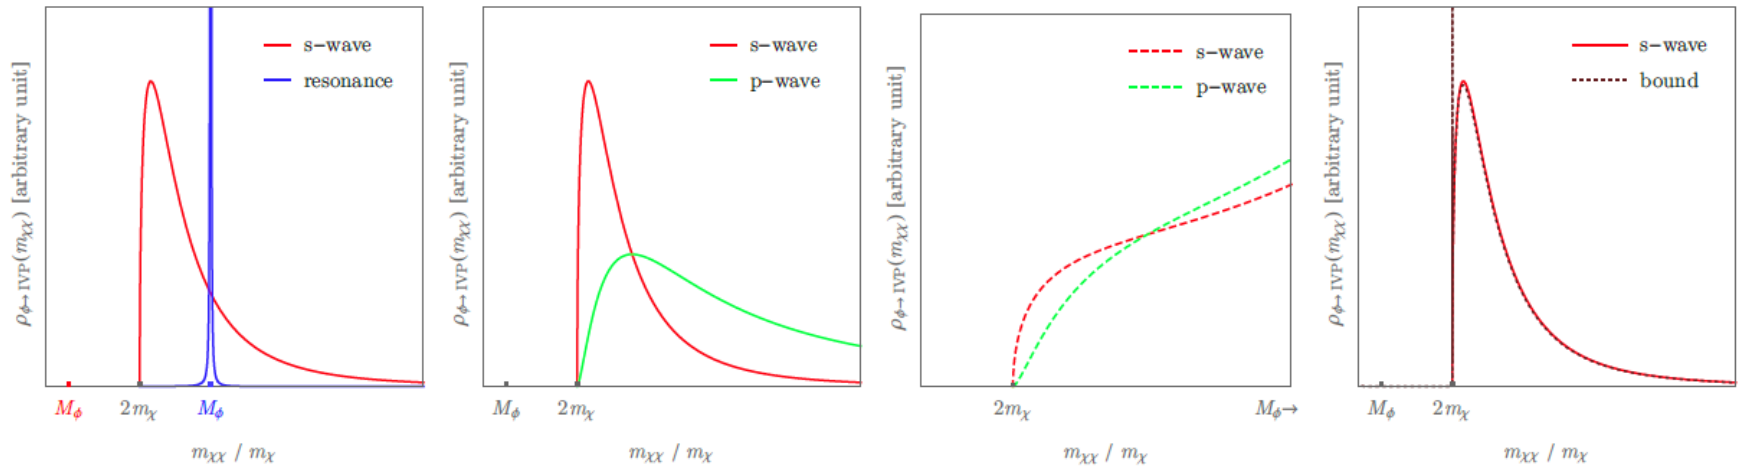 ρ_{ϕ↔IVP}(m_{χχ}) [arbitrary unit]
s−wave
resonance
M_ϕ 2m_χ M_ϕ
m_{χχ} / m_χ
ρ_{ϕ↔IVP}(m_{χχ}) [arbitrary unit]
s−wave
p−wave
M_ϕ 2m_χ
m_{χχ} / m_χ
ρ_{ϕ↔IVP}(m_{χχ}) [arbitrary unit]
s−wave
p−wave
2m_χ M_ϕ→
m_{χχ} / m_χ
ρ_{ϕ↔IVP}(m_{χχ}) [arbitrary unit]
s−wave
bound
M_ϕ 2m_χ
m_{χχ} / m_χ